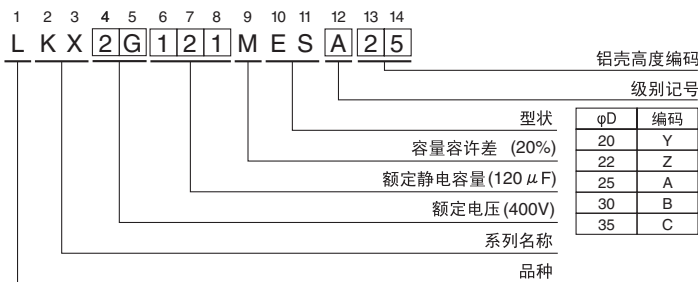 1 2 3 4 5 6 7 8 9 10 11 12 13 14
L K X 2 G 1 2 1 M E S A 2 5
铝壳高度编码
级别记号
型状
容量容许差 (20%)
额定静电容量(120 μF)
额定电压(400V)
系列名称
品种
φD 编码
20 Y
22 Z
25 A
30 B
35 C